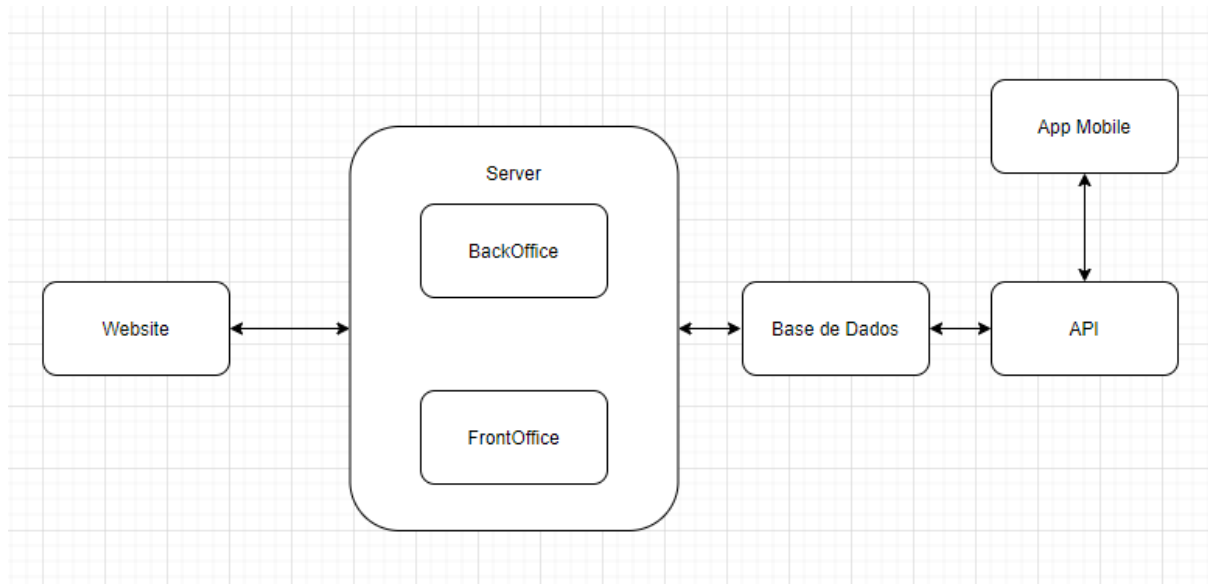 App Mobile
Server
BackOffice
Website
Base de Dados
API
FrontOffice